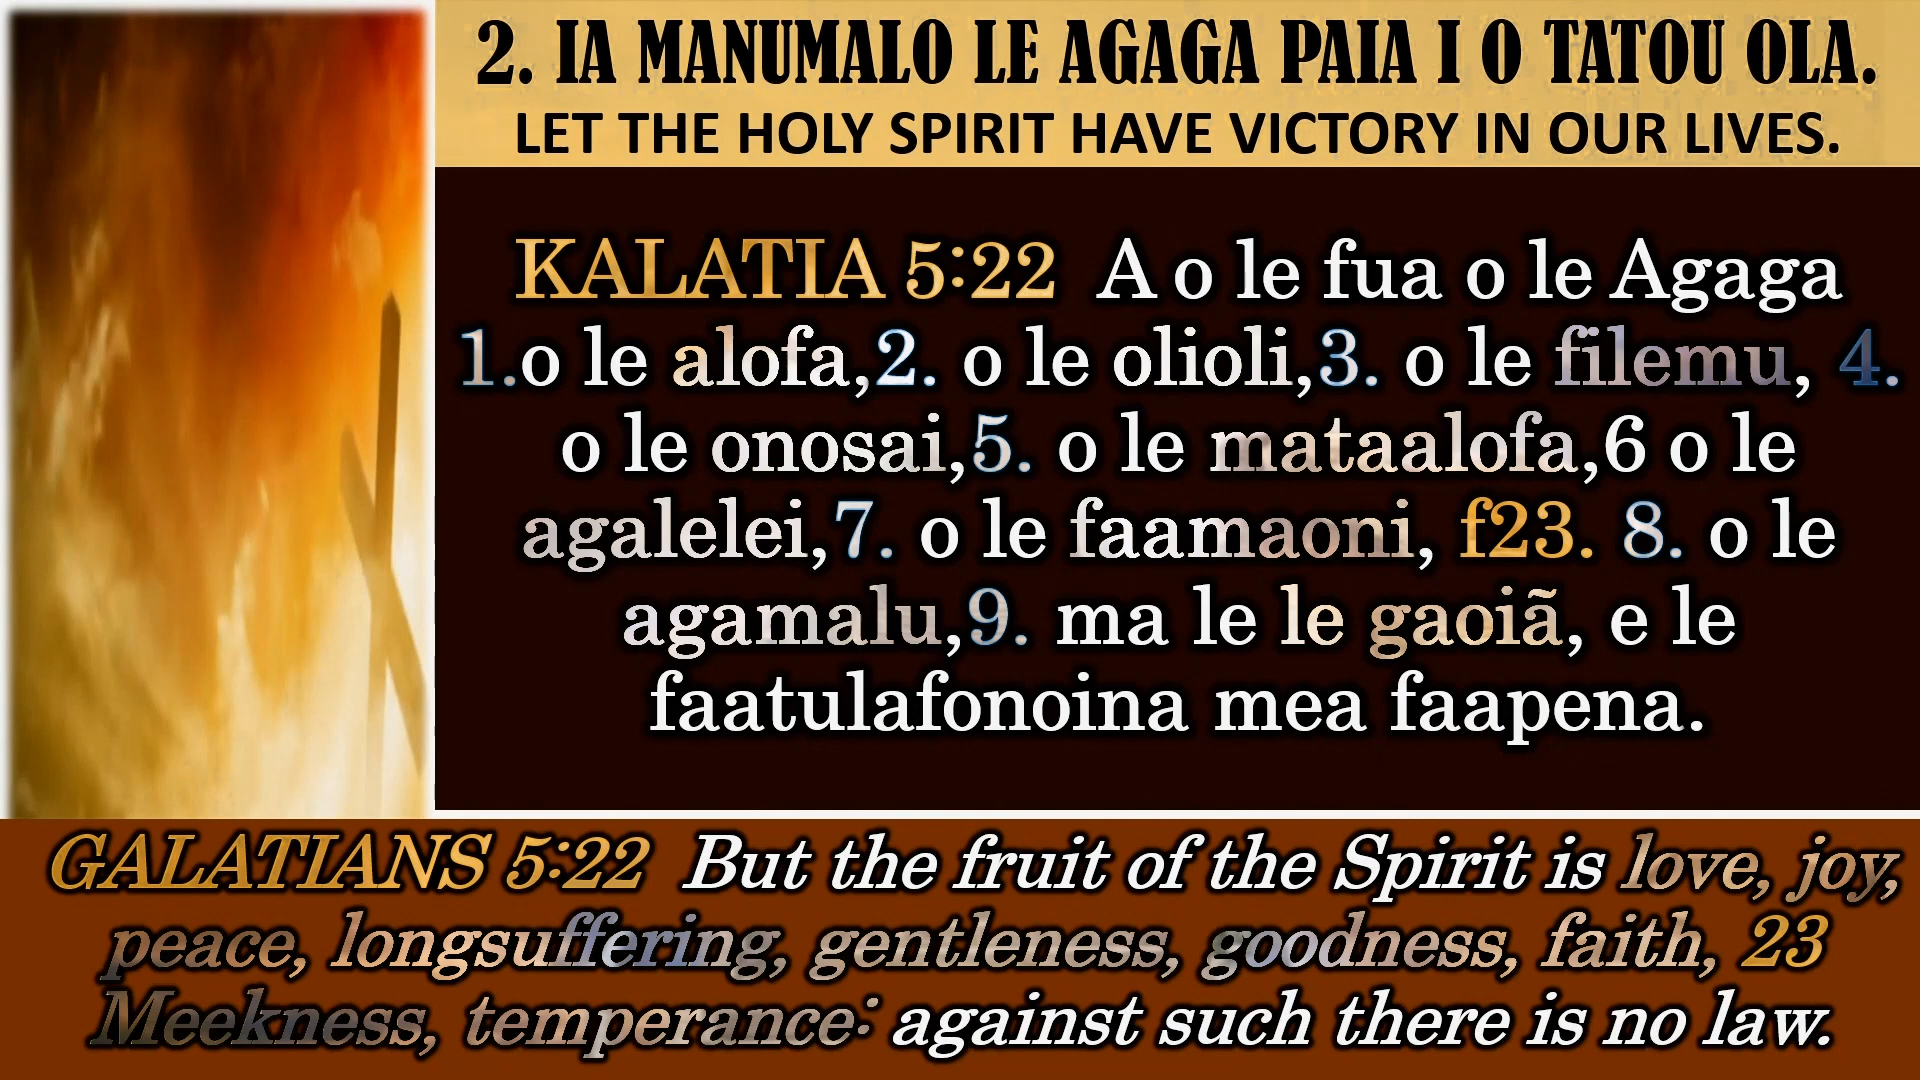 2. IA MANUMALO LE AGAGA PAIA I O TATOU OLA.
LET THE HOLY SPIRIT HAVE VICTORY IN OUR LIVES.
KALATIA 5:22 A o le fua o le Agaga
1.o le alofa,2. o le olioli,3. o le filemu, 4.
o le onosai,5. o le mataalofa,6 o le
agalelei,7. o le faamaoni, f23. 8. o le
agamalu,9. ma le le gaoiã, e le
faatulafonoina mea faapena.
GALATIANS 5:22 But the fruit of the Spirit is love, joy,
peace, longsuffering, gentleness, goodness, faith, 23
Meekness, temperance: against such there is no law.